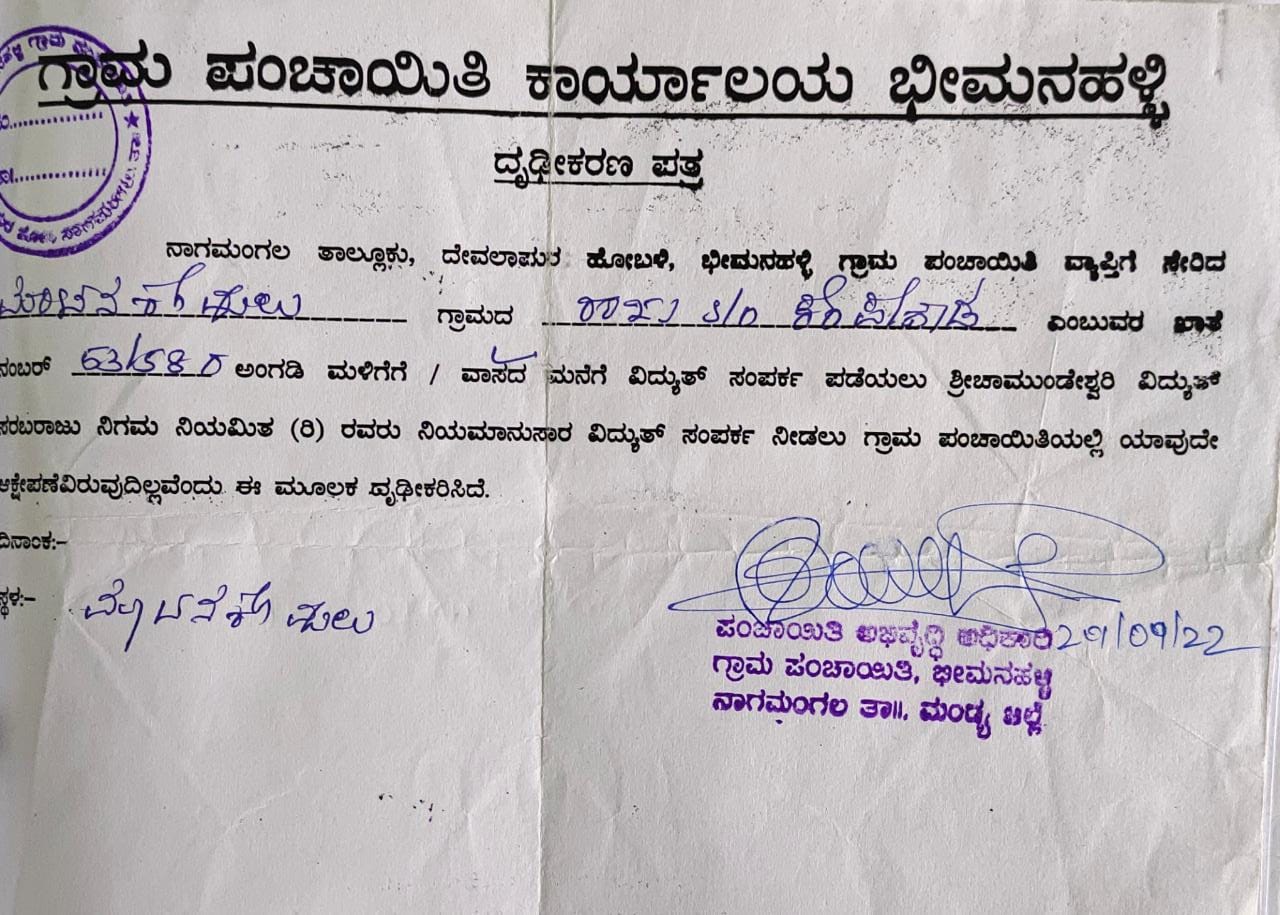 ಗ್ರಾಮ ಪಂಚಾಯಿತಿ ಕಾರ್ಯಾಲಯ ಭೀಮನಹಳ್ಳಿ
ದೃಢೀಕರಣ ಪತ್ರ
ನಾಗಮಂಗಲ ತಾಲ್ಲೂಕು, ದೇವಲಾಪುರ ಹೋಬಳಿ, ಭೀಮನಹಳ್ಳಿ ಗ್ರಾಮ ಪಂಚಾಯಿತಿ ವ್ಯಾಪ್ತಿಗೆ ಸೇರಿದ
ಗ್ರಾಮದ ರಾಜು S/O ಎಂಬುವರ ಖಾತೆ
ನಂಬರ್ 63/58 ಅಂಗಡಿ ಮಳಿಗೆಗೆ / ವಾಸದ ಮನೆಗೆ ವಿದ್ಯುತ್ ಸಂಪರ್ಕ ಪಡೆಯಲು ಶ್ರೀಚಾಮುಂಡೇಶ್ವರಿ ವಿದ್ಯುತ್
ಸರಬರಾಜು ನಿಗಮ ನಿಯಮಿತ (ರಿ) ರವರು ನಿಯಮಾನುಸಾರ ವಿದ್ಯುತ್ ಸಂಪರ್ಕ ನೀಡಲು ಗ್ರಾಮ ಪಂಚಾಯಿತಿಯಲ್ಲಿ ಯಾವುದೇ
ಆಕ್ಷೇಪಣೆವಿರುವುದಿಲ್ಲವೆಂದು ಈ ಮೂಲಕ ದೃಢೀಕರಿಸಿದೆ.
ದಿನಾಂಕ:-
ಸ್ಥಳ:-
ಪಂಚಾಯಿತಿ ಅಭಿವೃದ್ಧಿ ಅಧಿಕಾರಿ 29/09/22
ಗ್ರಾಮ ಪಂಚಾಯಿತಿ, ಭೀಮನಹಳ್ಳಿ
ನಾಗಮಂಗಲ ತಾ॥. ಮಂಡ್ಯ ಜಿಲ್ಲೆ